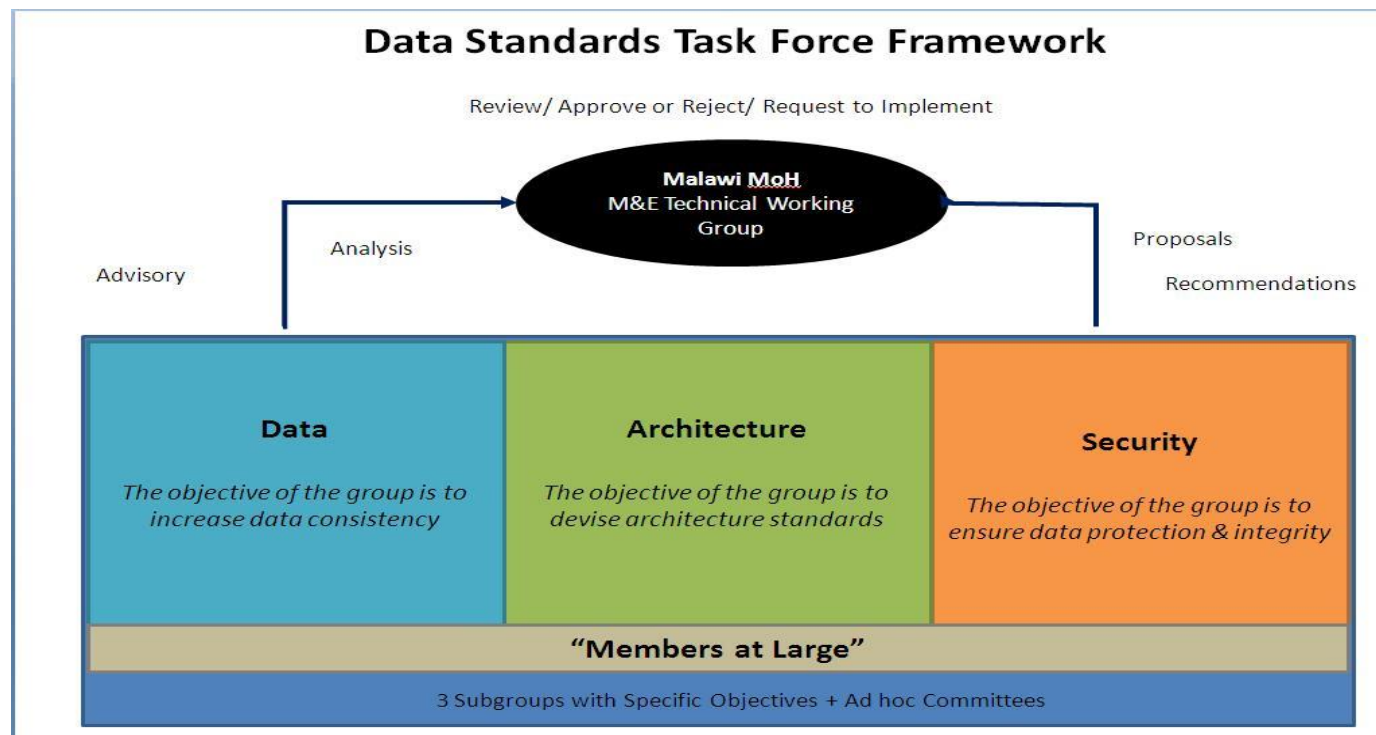 Data Standards Task Force Framework
Review/ Approve or Reject/ Request to Implement
Malawi MoH
M&E Technical Working
Group
Analysis
Advisory
Proposals
Recommendations
Data
The objective of the group is to
increase data consistency
Architecture
The objective of the group is to
devise architecture standards
Security
The objective of the group is to
ensure data protection & integrity
“Members at Large”
3 Subgroups with Specific Objectives + Ad hoc Committees